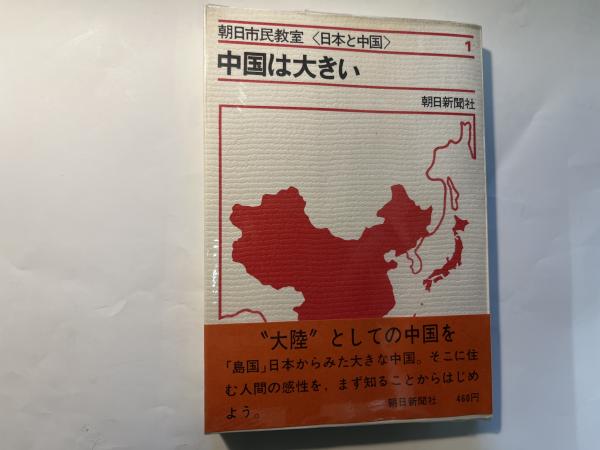 朝日市民教室〈日本と中国〉 1
中国は大きい
朝日新聞社
〝大陸〟としての中国を
「島国」日本からみた大きな中国。そこに住
む人間の感性を，まず知ることからはじめ
よう。
朝日新聞社 460円